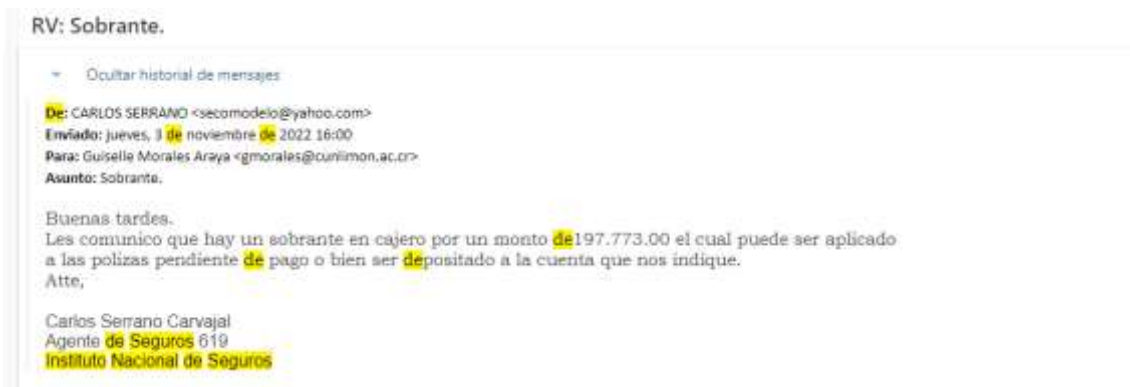 RV: Sobrante.
Ocultar historial de mensajes
De: CARLOS SERRANO <secomodelo@yahoo.com>
Enviado: jueves, 3 de noviembre de 2022 16:00
Para: Guiselle Morales Araya <gmorales@cunlimon.ac.cr>
Asunto: Sobrante.
Buenas tardes.
Les comunico que hay un sobrante en cajero por un monto de197.773.00 el cual puede ser aplicado
a las polizas pendiente de pago o bien ser depositado a la cuenta que nos indique.
Atte,
Carlos Serrano Carvajal
Agente de Seguros 619
Instituto Nacional de Seguros